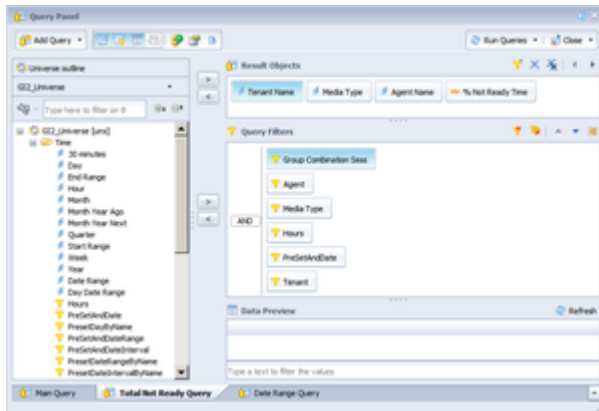 Query Panel
Add Query
Run Queries
Close
Universe outline
GI2_Universe
Type here to filter on it
GI2_Universe [unx]
Time
30 minutes
Day
End Range
Hour
Month
Month Year Ago
Month Year Next
Quarter
Start Range
Week
Year
Date Range
Day Date Range
Hours
PreSetAndDate
PresetDayByName
PreSetAndDateRange
PreSetAndDateInterval
PresetDateRangeByName
PresetDateIntervalByName
Result Objects
Tenant Name
Media Type
Agent Name
% Not Ready Time
Query Filters
AND
Group Combination Sess
Agent
Media Type
Hours
PreSetAndDate
Tenant
Data Preview
Refresh
Type a text to filter the values
Main Query
Total Not Ready Query
Date Range Query